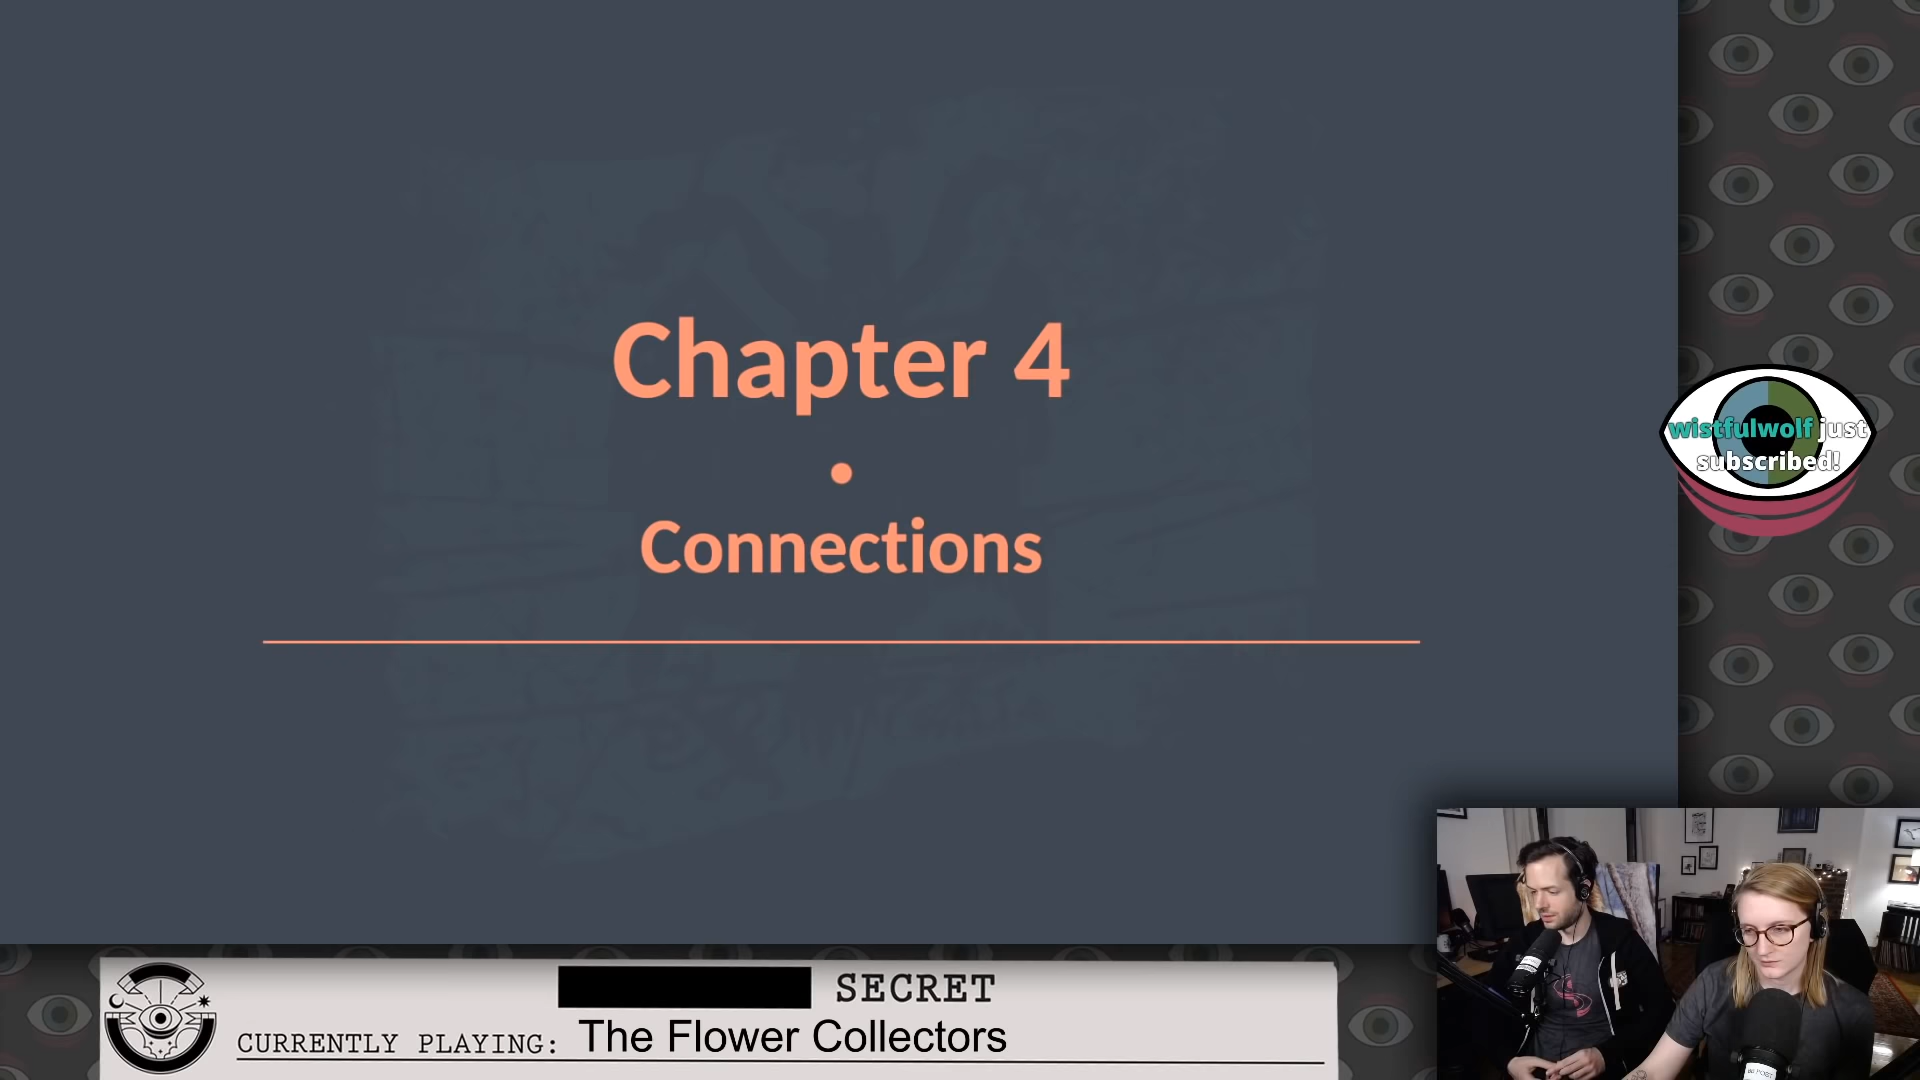 Chapter 4
•
Connections
wistfulwolf just
subscribed!
SECRET
CURRENTLY PLAYING: The Flower Collectors